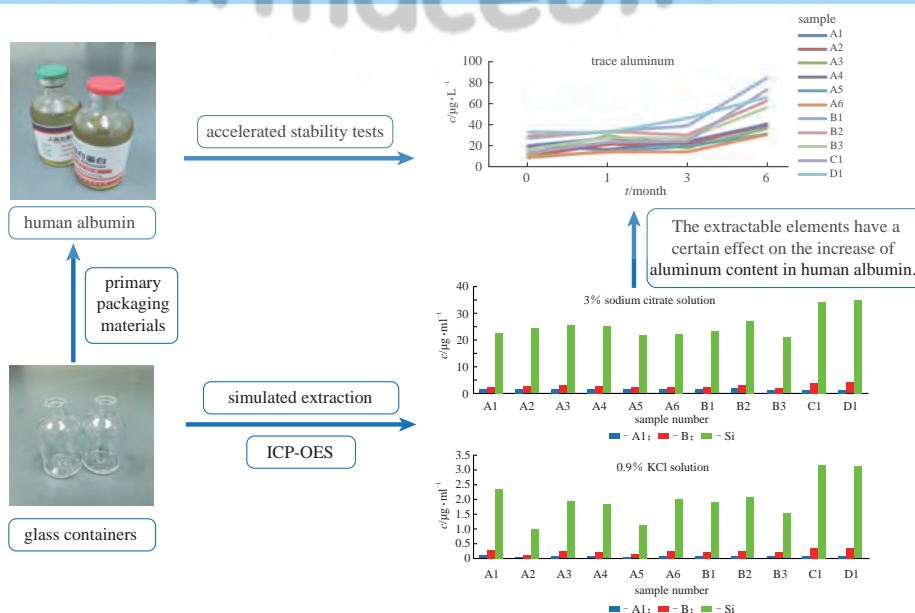 sample
A1
A2
A3
A4
A5
A6
B1
B2
B3
C1
D1
trace aluminum
c/μg·L⁻¹
100
80
60
40
20
0
0 1 3 6
t/month
accelerated stability tests
human albumin
primary
packaging
materials
The extractable elements have a
certain effect on the increase of
aluminum content in human albumin.
3% sodium citrate solution
c/μg·ml⁻¹
40
30
20
10
0
A1 A2 A3 A4 A5 A6 B1 B2 B3 C1 D1
sample number
– A1; – B; – Si
simulated extraction
ICP-OES
glass containers
0.9% KCl solution
c/μg·ml⁻¹
3.5
3.0
2.5
2.0
1.5
1.0
0.5
0
A1 A2 A3 A4 A5 A6 B1 B2 B3 C1 D1
sample number
– A1; – B; – Si